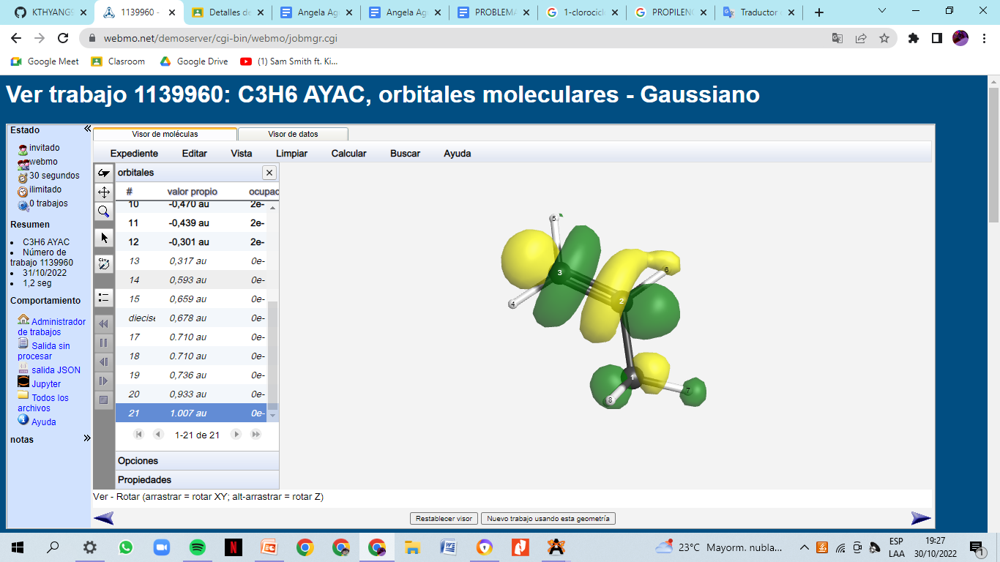 KTHYANG
1139960 -
Detalles de
Angela Ag
Angela Ag
PROBLEMA
1-clorocicl
PROPILENO
Traductor
webmo.net/demoserver/cgi-bin/webmo/jobmgr.cgi
Google Meet
Clasroom
Google Drive
(1) Sam Smith ft. Ki...
Ver trabajo 1139960: C3H6 AYAC, orbitales moleculares - Gaussiano
Estado
invitado
webmo
30 segundos
ilimitado
0 trabajos
Resumen
• C3H6 AYAC
• Número de
trabajo 1139960
• 31/10/2022
• 1,2 seg
Comportamiento
Administrador
de trabajos
Salida sin
procesar
salida JSON
Jupyter
Todos los
archivos
Ayuda
notas
Visor de moléculas
Visor de datos
Expediente Editar Vista Limpiar Calcular Buscar Ayuda
orbitales
# valor propio ocupac
10 -0,470 au 2e-
11 -0,439 au 2e-
12 -0,301 au 2e-
13 0,317 au 0e-
14 0,593 au 0e-
15 0,659 au 0e-
diecise 0,678 au 0e-
17 0.710 au 0e-
18 0.710 au 0e-
19 0,736 au 0e-
20 0,933 au 0e-
21 1.007 au 0e-
1-21 de 21
Opciones
Propiedades
5
3
6
4
2
1
7
8
Ver - Rotar (arrastrar = rotar XY; alt-arrastrar = rotar Z)
Restablecer visor
Nuevo trabajo usando esta geometría
23°C Mayorm. nubla...
ESP
LAA
19:27
30/10/2022
1